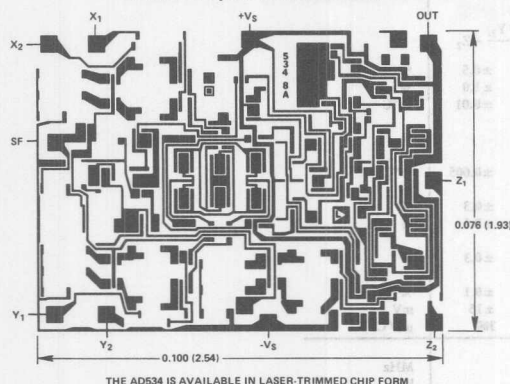 X₁
+Vₛ
OUT
X₂
534 8A
SF
Z₁
0.076 (1.93)
Y₁
Y₂
-Vₛ
Z₂
0.100 (2.54)
THE AD534 IS AVAILABLE IN LASER-TRIMMED CHIP FORM